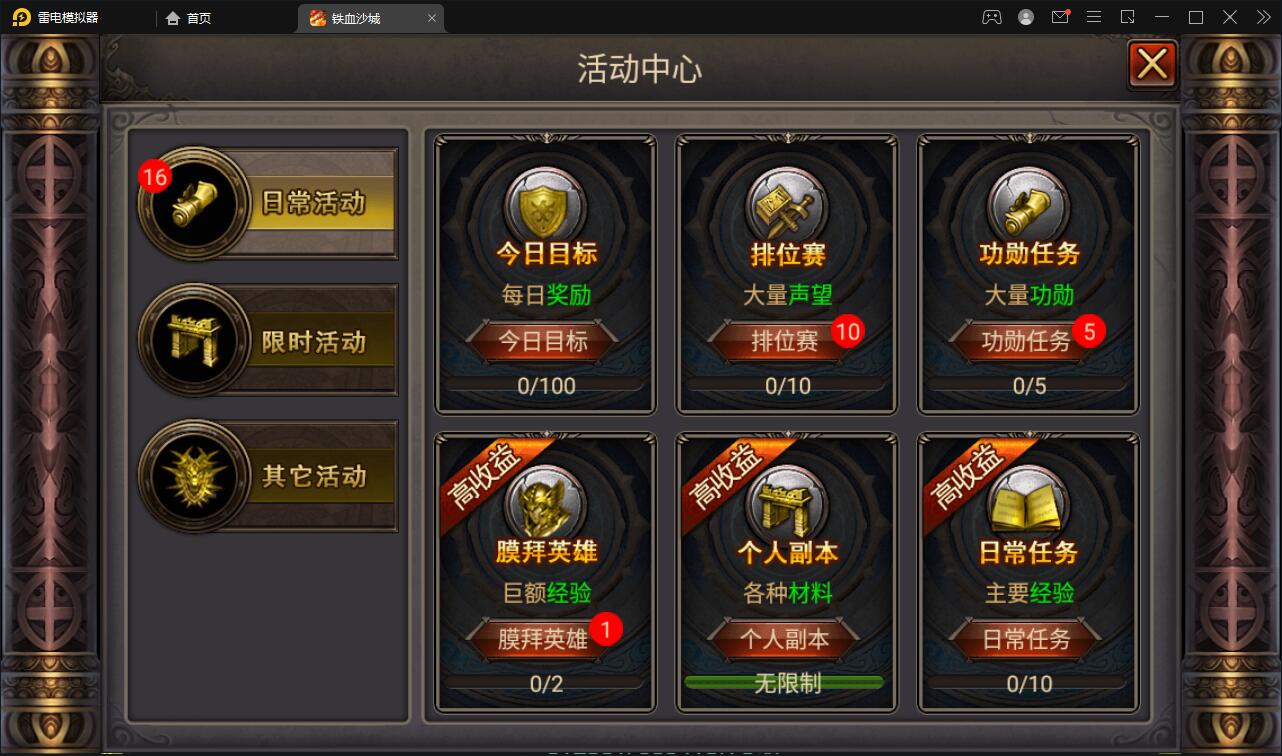 雷电模拟器
首页
铁血沙城
活动中心
16
日常活动
限时活动
其它活动
今日目标
每日奖励
今日目标
0/100
排位赛
大量声望
排位赛
10
0/10
功勋任务
大量功勋
功勋任务
5
0/5
高收益
膜拜英雄
巨额经验
膜拜英雄
1
0/2
高收益
个人副本
各种材料
个人副本
无限制
高收益
日常任务
主要经验
日常任务
0/10